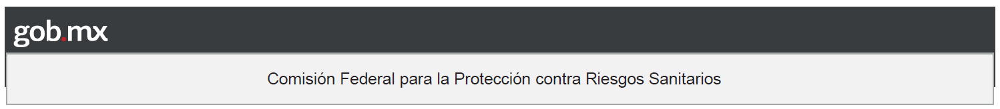 gob.mx
Comisión Federal para la Protección contra Riesgos Sanitarios